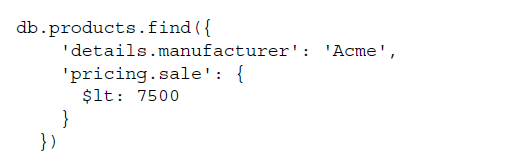 db.products.find({
    'details.manufacturer': 'Acme',
    'pricing.sale': {
      $lt: 7500
    }
  })